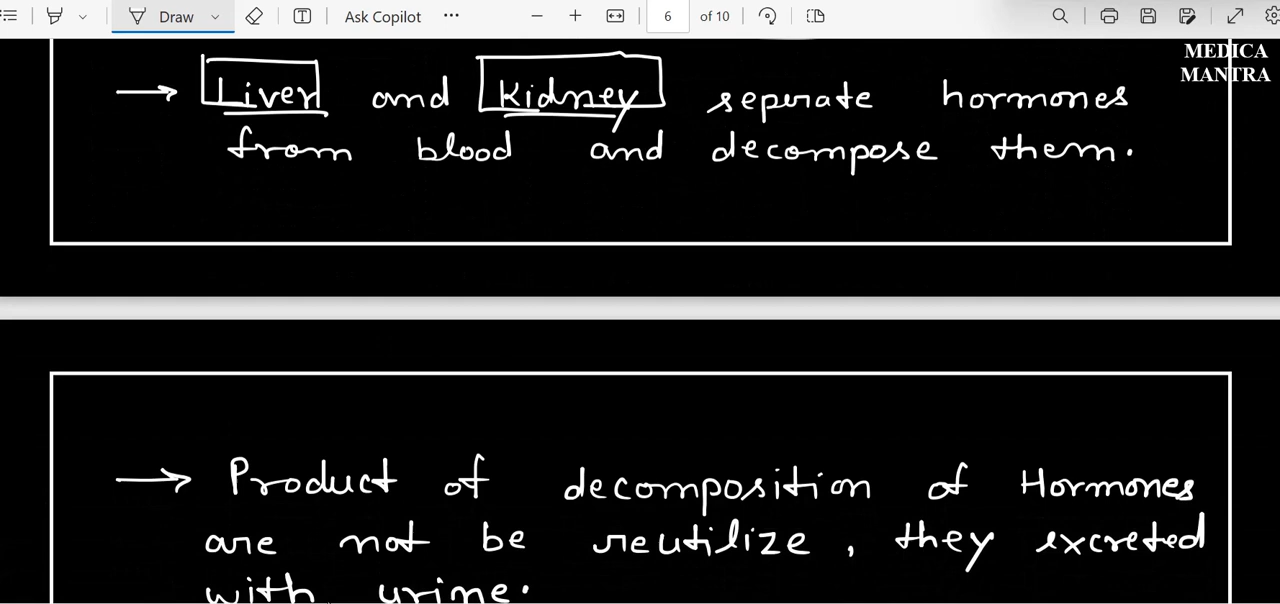 Draw
Ask Copilot
6 of 10
MEDICA
MANTRA
→ Liver and Kidney seperate hormones
from blood and decompose them.
→ Product of decomposition of Hormones
are not be reutilize, they excreted
with urine.